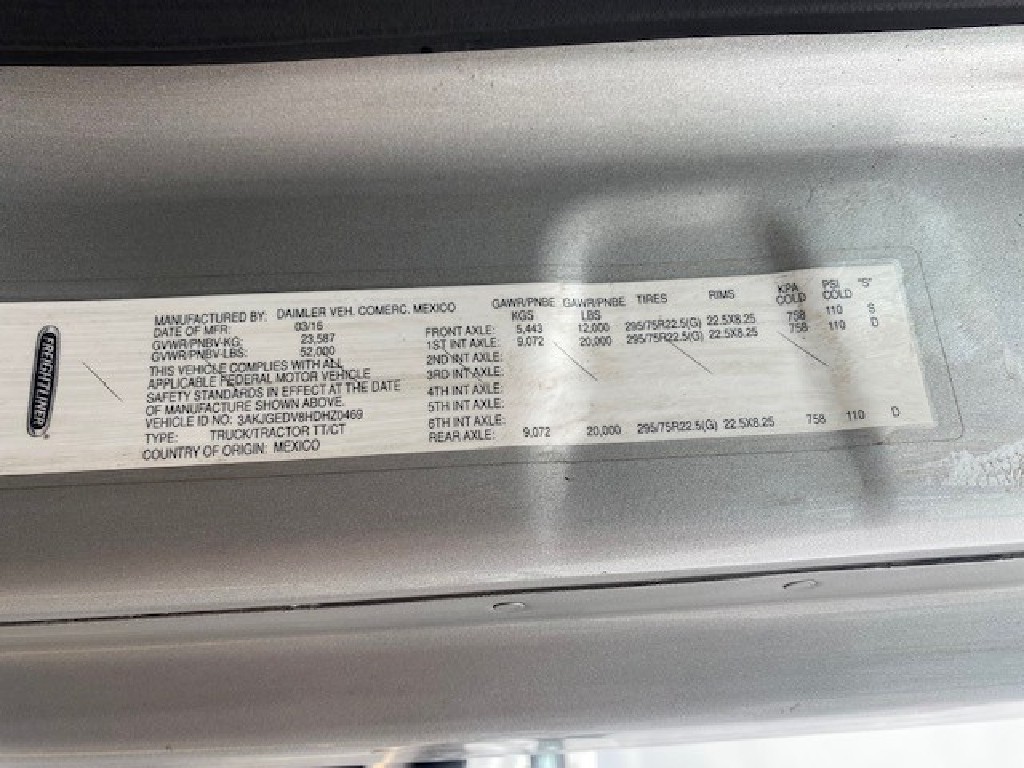 FREIGHTLINER
MANUFACTURED BY: DAIMLER VEH. COMERC. MEXICO
DATE OF MFR: 03/16
GVWR/PNBV-KG: 23,587
GVWR/PNBV-LBS: 52,000
THIS VEHICLE COMPLIES WITH ALL
APPLICABLE FEDERAL MOTOR VEHICLE
SAFETY STANDARDS IN EFFECT AT THE DATE
OF MANUFACTURE SHOWN ABOVE.
VEHICLE ID NO: 3AKJGEDV8HDHZ0469
TYPE: TRUCK/TRACTOR TT/CT
COUNTRY OF ORIGIN: MEXICO
GAWR/PNBE GAWR/PNBE TIRES RIMS KPA PSI "S"
KGS LBS COLD COLD
FRONT AXLE: 5,443 12,000 295/75R22.5(G) 22.5X8.25 758 110 S
1ST INT AXLE: 9,072 20,000 295/75R22.5(G) 22.5X8.25 758 110 D
2ND INT AXLE:
3RD INT AXLE:
4TH INT AXLE:
5TH INT AXLE:
6TH INT AXLE:
REAR AXLE: 9,072 20,000 295/75R22.5(G) 22.5X8.25 758 110 D